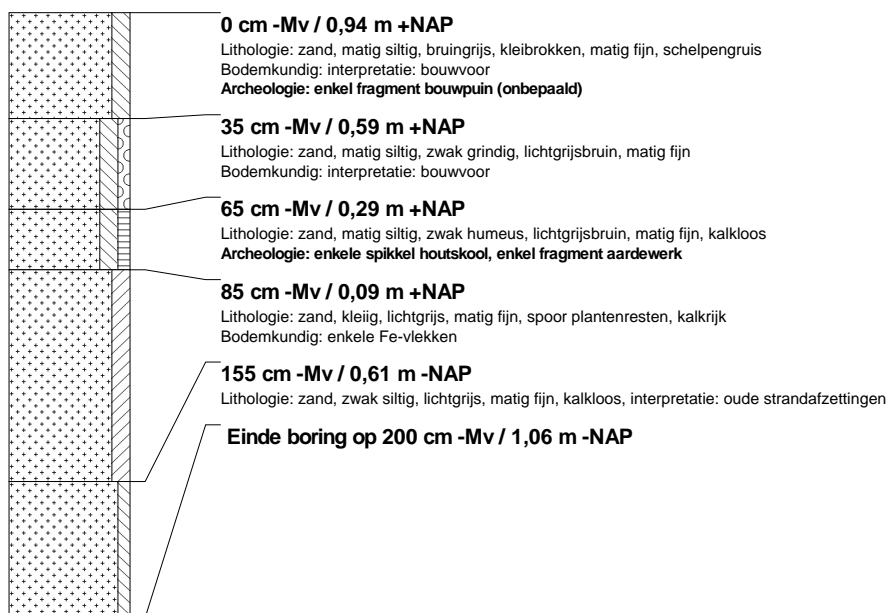 0 cm -Mv / 0,94 m +NAP
Lithologie: zand, matig siltig, bruingrijs, kleibrokken, matig fijn, schelpengruis
Bodemkundig: interpretatie: bouwvoor
Archeologie: enkel fragment bouwpuin (onbepaald)
35 cm -Mv / 0,59 m +NAP
Lithologie: zand, matig siltig, zwak grindig, lichtgrijsbruin, matig fijn
Bodemkundig: interpretatie: bouwvoor
65 cm -Mv / 0,29 m +NAP
Lithologie: zand, matig siltig, zwak humeus, lichtgrijsbruin, matig fijn, kalkloos
Archeologie: enkele spikkel houtskool, enkel fragment aardewerk
85 cm -Mv / 0,09 m +NAP
Lithologie: zand, kleiig, lichtgrijs, matig fijn, spoor plantenresten, kalkrijk
Bodemkundig: enkele Fe-vlekken
155 cm -Mv / 0,61 m -NAP
Lithologie: zand, zwak siltig, lichtgrijs, matig fijn, kalkloos, interpretatie: oude strandafzettingen
Einde boring op 200 cm -Mv / 1,06 m -NAP